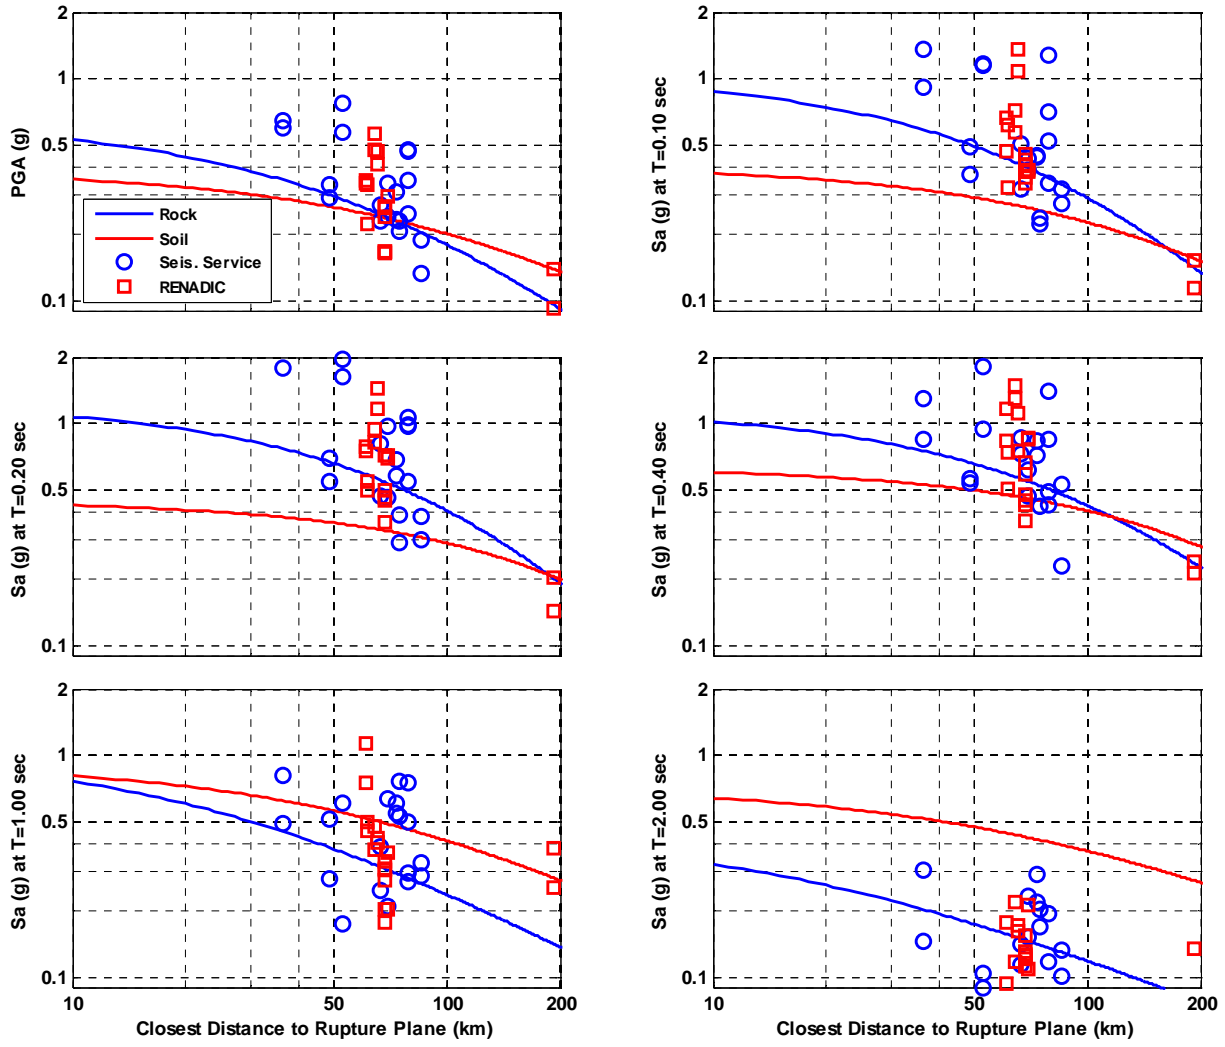 2
1
0.5
0.1
PGA (g)
Rock
Soil
Seis. Service
RENADIC
2
1
0.5
0.1
Sa (g) at T=0.10 sec
2
1
0.5
0.1
Sa (g) at T=0.20 sec
2
1
0.5
0.1
Sa (g) at T=0.40 sec
2
1
0.5
0.1
Sa (g) at T=1.00 sec
10 50 100 200
Closest Distance to Rupture Plane (km)
2
1
0.5
0.1
Sa (g) at T=2.00 sec
10 50 100 200
Closest Distance to Rupture Plane (km)